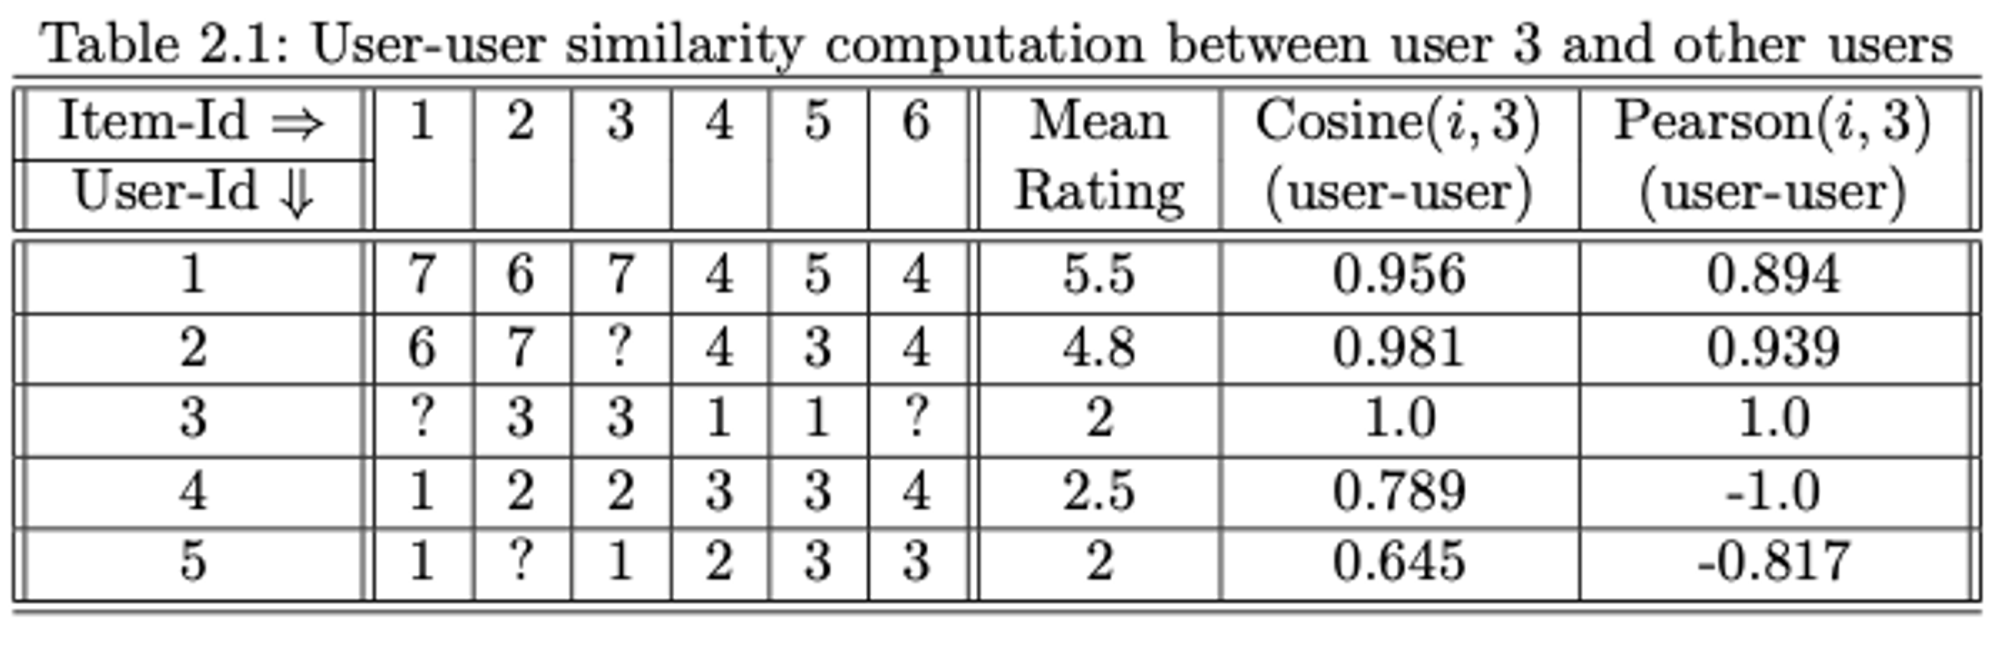 Table 2.1: User-user similarity computation between user 3 and other users
Item-Id ⇒ 1 2 3 4 5 6 Mean Cosine(i, 3) Pearson(i, 3)
User-Id ⇓ Rating (user-user) (user-user)
1 7 6 7 4 5 4 5.5 0.956 0.894
2 6 7 ? 4 3 4 4.8 0.981 0.939
3 ? 3 3 1 1 ? 2 1.0 1.0
4 1 2 2 3 3 4 2.5 0.789 -1.0
5 1 ? 1 2 3 3 2 0.645 -0.817